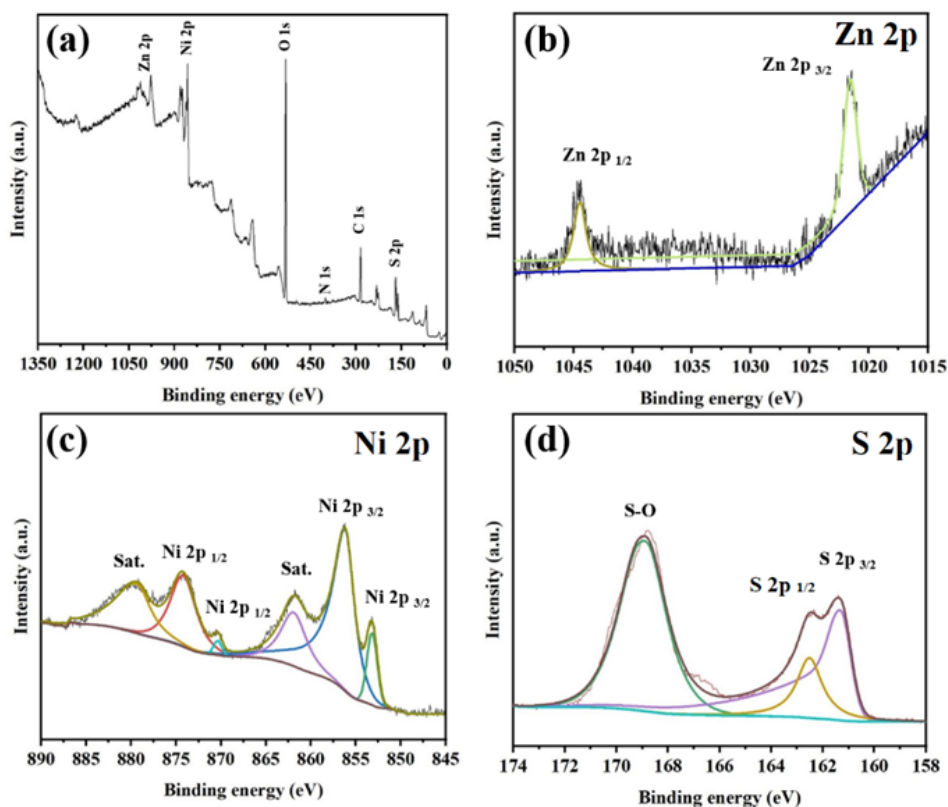 (a)
Zn 2p
Ni 2p
O 1s
N 1s
C 1s
S 2p
Intensity (a.u.)
1350 1200 1050 900 750 600 450 300 150 0
Binding energy (eV)
(b)
Zn 2p
Zn 2p 3/2
Zn 2p 1/2
Intensity (a.u.)
1050 1045 1040 1035 1030 1025 1020 1015
Binding energy (eV)
(c)
Ni 2p
Ni 2p 3/2
Sat.
Ni 2p 1/2
Sat.
Ni 2p 1/2
Ni 2p 3/2
Intensity (a.u.)
890 885 880 875 870 865 860 855 850 845
Binding energy (eV)
(d)
S 2p
S-O
S 2p 3/2
S 2p 1/2
Intensity (a.u.)
174 172 170 168 166 164 162 160 158
Binding energy (eV)